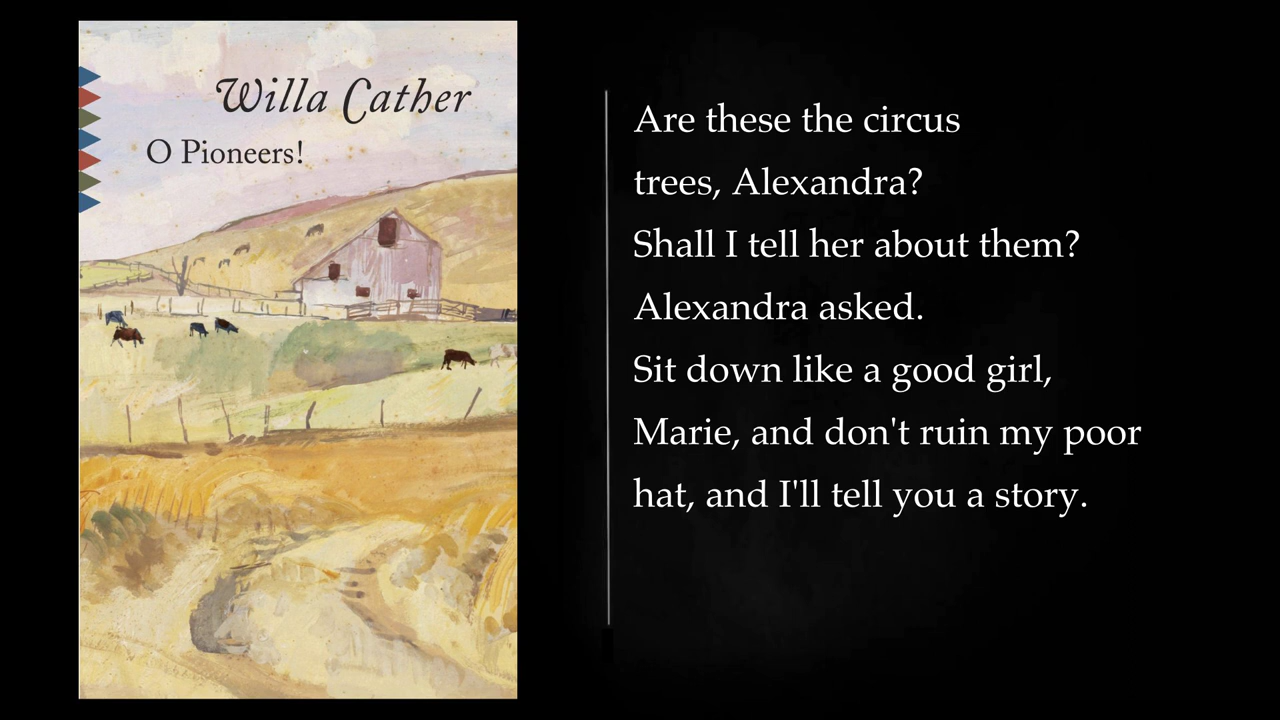 Willa Cather
O Pioneers!
Are these the circus
trees, Alexandra?
Shall I tell her about them?
Alexandra asked.
Sit down like a good girl,
Marie, and don't ruin my poor
hat, and I'll tell you a story.